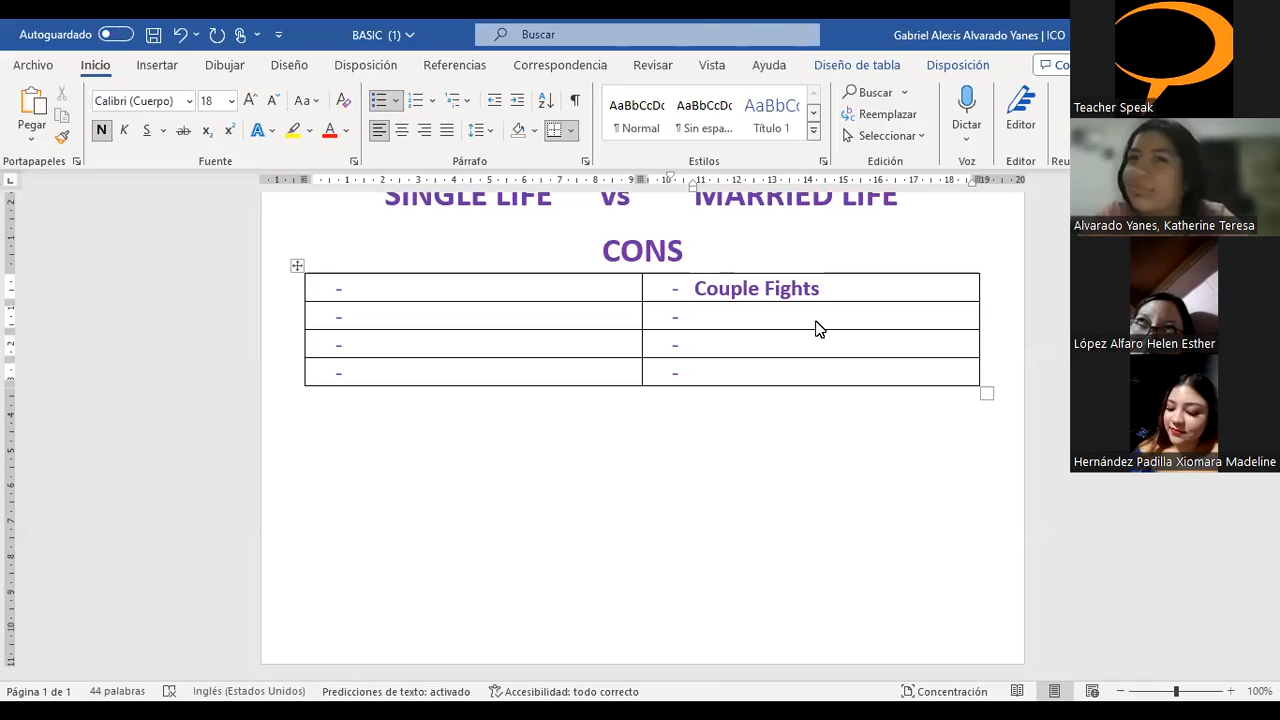 Autoguardado
BASIC (1)
Buscar
Gabriel Alexis Alvarado Yanes | ICO
Archivo Inicio Insertar Dibujar Diseño Disposición Referencias Correspondencia Revisar Vista Ayuda Diseño de tabla Disposición Co
Pegar
Calibri (Cuerpo) 18
AaBbCcDc AaBbCcDc AaBbCc
¶ Normal ¶ Sin espa... Título 1
Buscar
Reemplazar
Seleccionar
Dictar
Editor
Portapapeles Fuente Párrafo Estilos Edición Voz Editor Reu
SINGLE LIFE vs MARRIED LIFE
CONS
- - Couple Fights
- -
- -
- -
Teacher Speak
Alvarado Yanes, Katherine Teresa
López Alfaro Helen Esther
Hernández Padilla Xiomara Madeline
Página 1 de 1 44 palabras Inglés (Estados Unidos) Predicciones de texto: activado Accesibilidad: todo correcto Concentración 100%